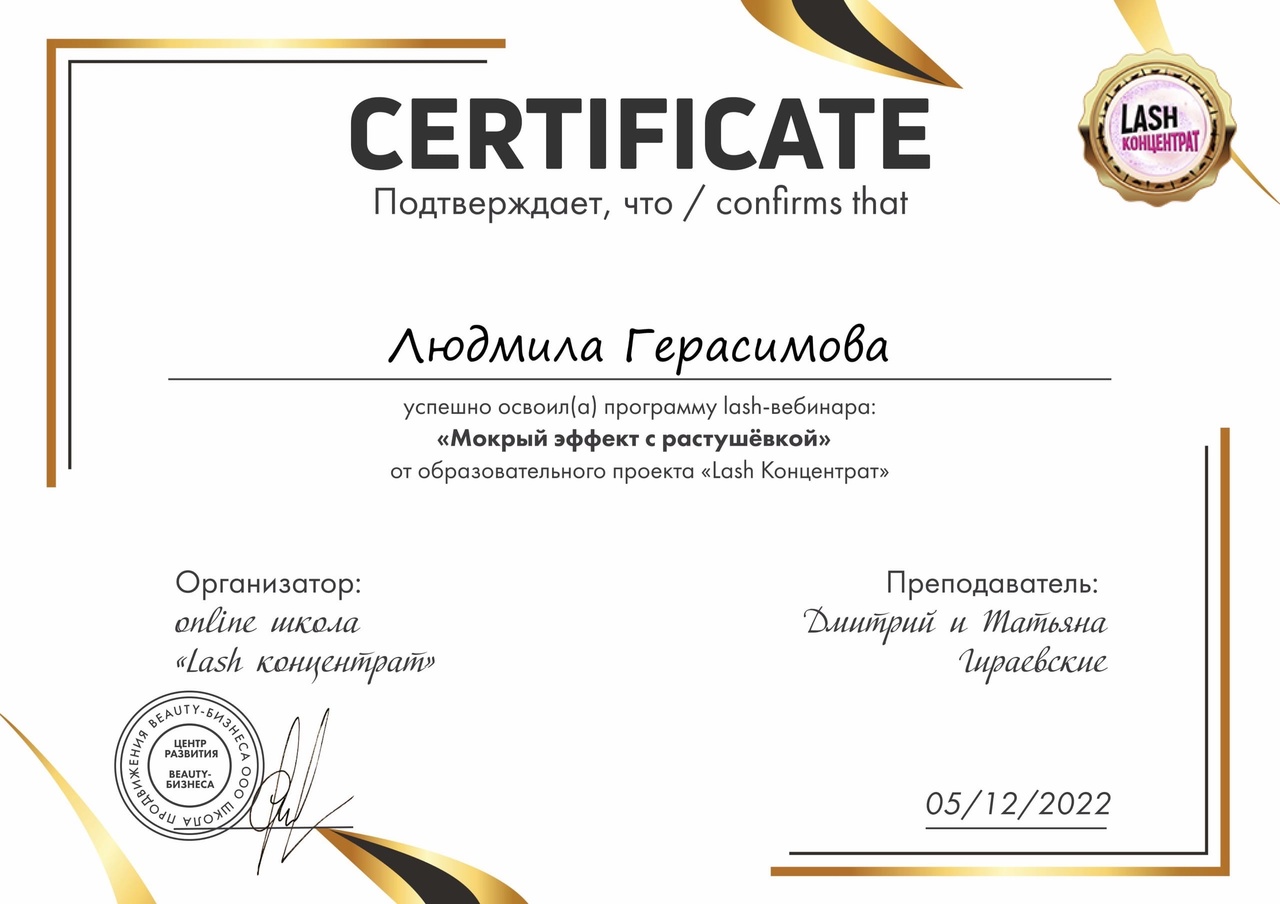 CERTIFICATE
Подтверждает, что / confirms that
LASH
КОНЦЕНТРАТ
Людмила Герасимова
успешно освоил(а) программу lash-вебинара:
«Мокрый эффект с растушёвкой»
от образовательного проекта «Lash Концентрат»
Организатор:
online школа
«Lash концентрат»
Преподаватель:
Дмитрий и Татьяна
Гираевские
ООО ШКОЛА ПРОДВИЖЕНИЯ BEAUTY-БИЗНЕСА
ЦЕНТР
РАЗВИТИЯ
BEAUTY-
БИЗНЕСА
05/12/2022